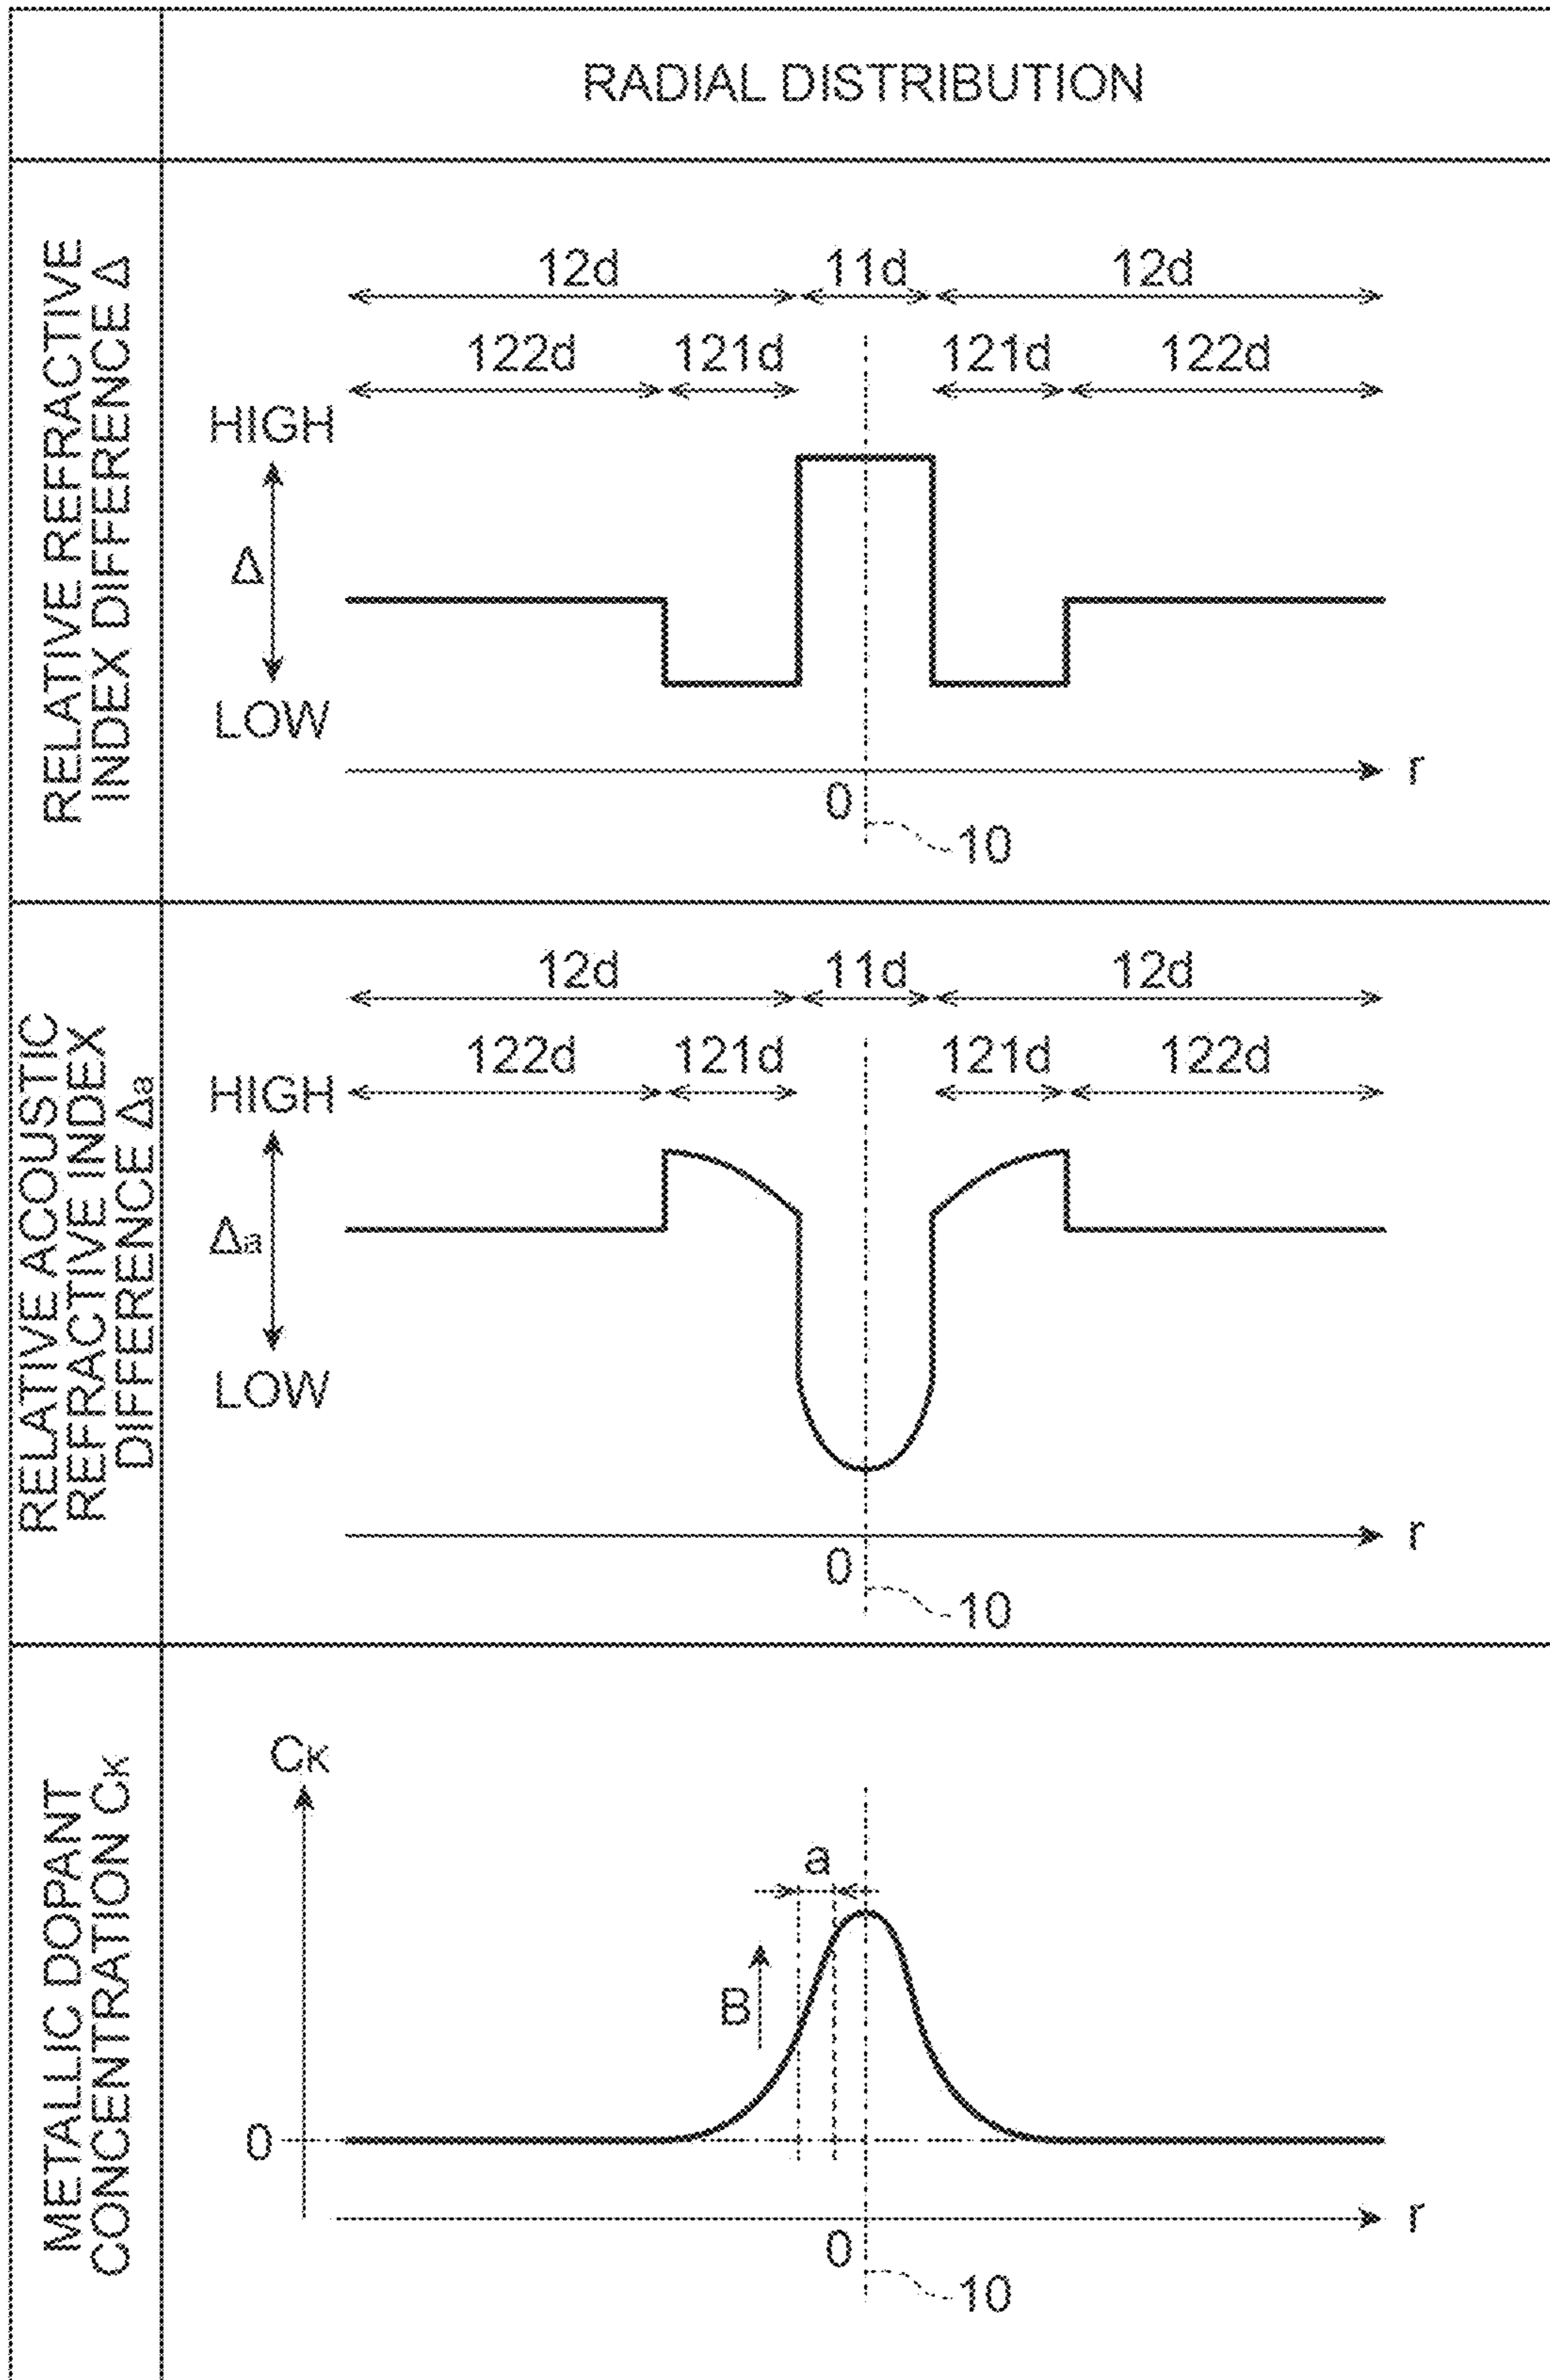 RADIAL DISTRIBUTION
RELATIVE REFRACTIVE
INDEX DIFFERENCE Δ
12d 11d 12d
122d 121d 121d 122d
HIGH
Δ
LOW
r
0
10
RELATIVE ACOUSTIC
REFRACTIVE INDEX
DIFFERENCE Δa
12d 11d 12d
122d 121d 121d 122d
HIGH
Δa
LOW
r
0
10
METALLIC DOPANT
CONCENTRATION CK
CK
a
B
0
r
0
10